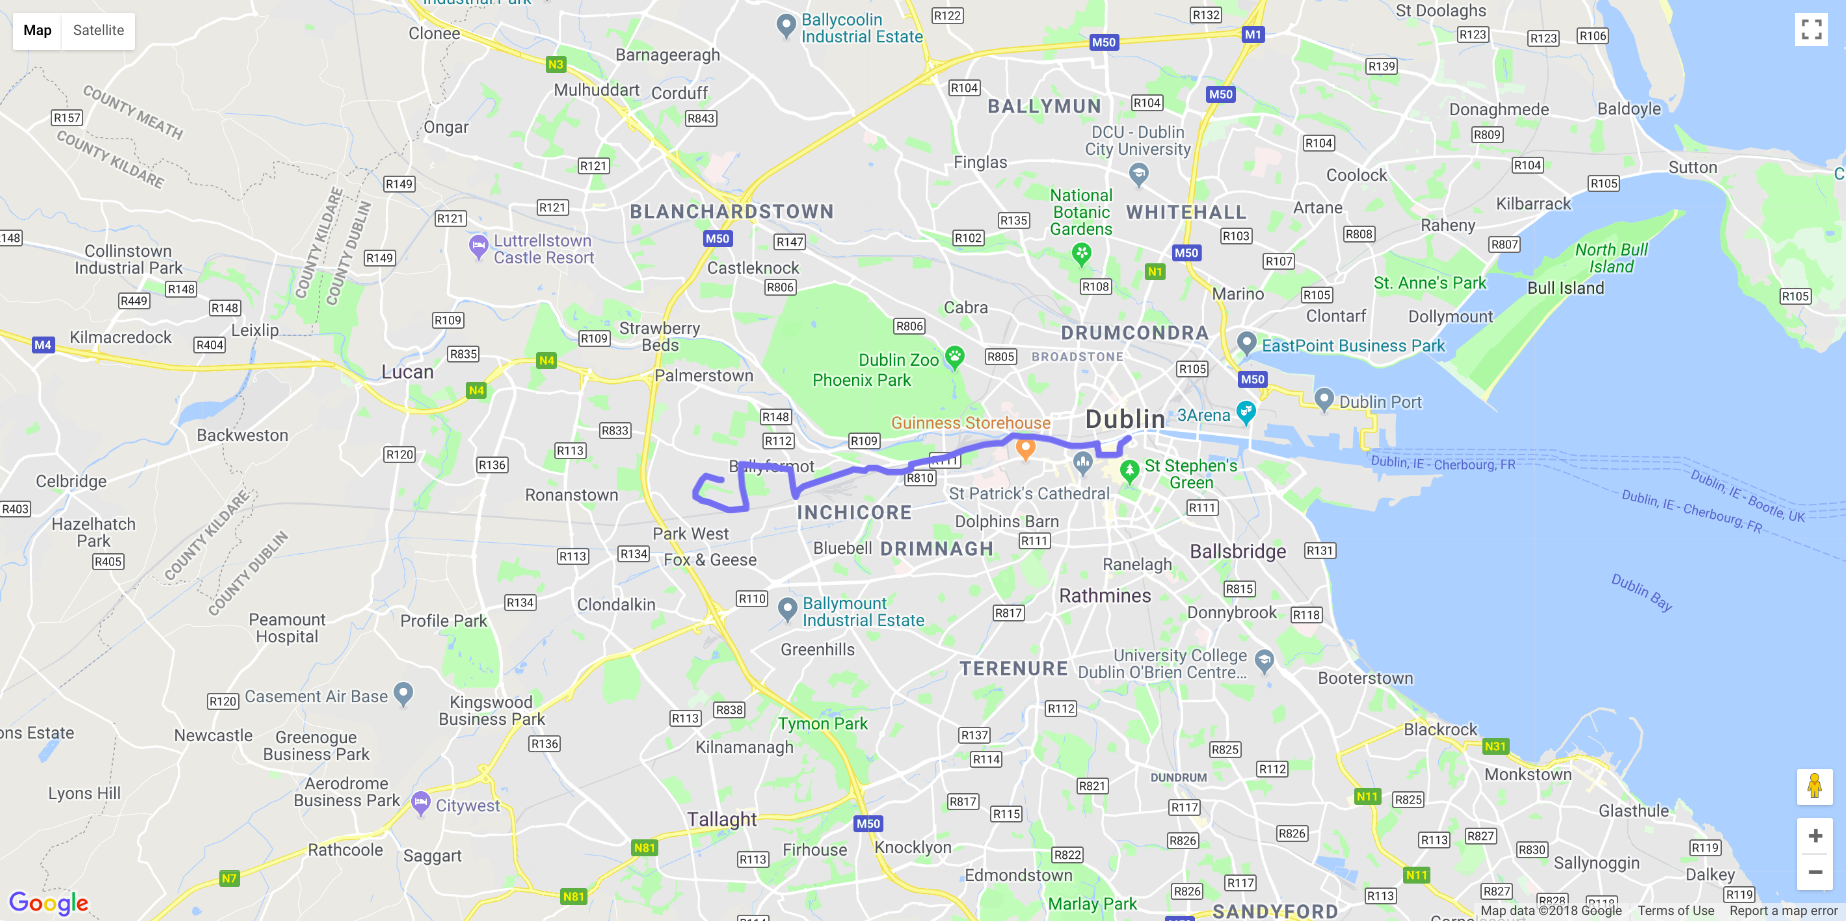 Map
Satellite
Industrial Park
Clonee
Ballycoolin
Industrial Estate
R122
R132
St Doolaghs
M1
M50
R123
R123
R106
Barnageeragh
N3
R139
Mulhuddart
Corduff
R104
BALLYMUN
R104
M50
Donaghmede
Baldoyle
COUNTY MEATH
R157
COUNTY KILDARE
Ongar
R843
DCU - Dublin
City University
R809
R104
Finglas
R121
R104
Sutton
R149
Coolock
R105
COUNTY KILDARE
COUNTY DUBLIN
R121
R121
BLANCHARDSTOWN
National
Botanic
Gardens
WHITEHALL
Artane
Kilbarrack
R135
Raheny
R148
Collinstown
Industrial Park
Luttrellstown
Castle Resort
M50
R147
R102
R103
R808
R807
North Bull
Island
R149
Castleknock
M50
R107
N1
R806
R108
St. Anne's Park
Bull Island
R148
R449
R148
Marino
R105
R105
Cabra
Clontarf
Dollymount
R109
Strawberry
Beds
R806
Kilmacredock
Leixlip
R109
DRUMCONDRA
M4
R404
R835
N4
Dublin Zoo
R805
BROADSTONE
EastPoint Business Park
Lucan
Palmerstown
Phoenix Park
R105
M50
N4
Dublin Port
R148
Dublin
3Arena
Guinness Storehouse
Backweston
R833
R112
R109
R120
R113
R111
Dublin, IE - Cherbourg, FR
R136
Ballyfermot
R810
St Stephen's
Green
Dublin, IE - Bootle, UK
Celbridge
Ronanstown
St Patrick's Cathedral
Dublin, IE - Cherbourg, FR
R403
Hazelhatch
Park
COUNTY KILDARE
COUNTY DUBLIN
INCHICORE
Dolphins Barn
R111
Park West
R111
R405
R113
R134
Fox & Geese
Bluebell
DRIMNAGH
Ballsbridge
R131
Ranelagh
Dublin Bay
R134
Clondalkin
R110
Ballymount
Industrial Estate
R817
Rathmines
R815
Donnybrook
R118
Peamount
Hospital
Profile Park
Greenhills
TERENURE
University College
Dublin O'Brien Centre...
Booterstown
Casement Air Base
R120
Kingswood
Business Park
R113
R838
R112
Tymon Park
ons Estate
Newcastle
Greenogue
Business Park
R136
Kilnamanagh
R137
R114
R825
Blackrock
N31
R112
Monkstown
Lyons Hill
Aerodrome
Business Park
Citywest
DUNDRUM
R821
N11
R825
R817
R115
R117
Glasthule
Tallaght
M50
R826
R826
R113
R827
Rathcoole
Saggart
N81
R113
Firhouse
Knocklyon
R822
R830
R119
Sallynoggin
Edmondstown
N11
Dalkey
N7
N81
R826
R117
R113
R827
R828
R119
R113
Marlay Park
SANDYFORD
Google
Map data ©2018 Google
Terms of Use
Report a map error